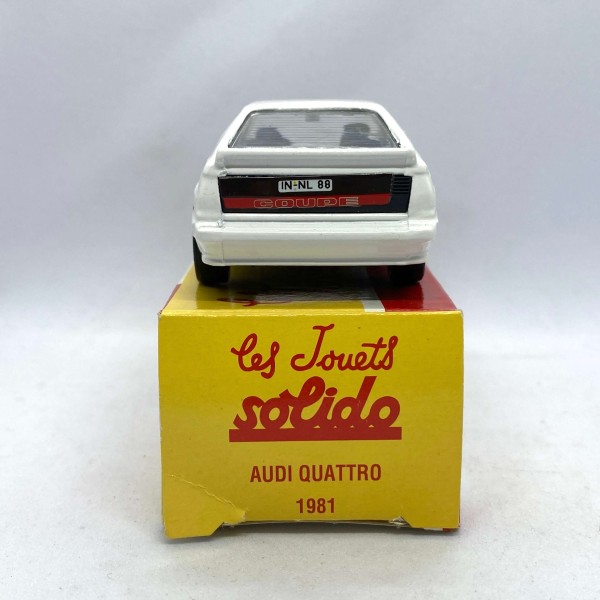 IN-NL 88
COUPE
Les Jouets
solido
AUDI QUATTRO
1981